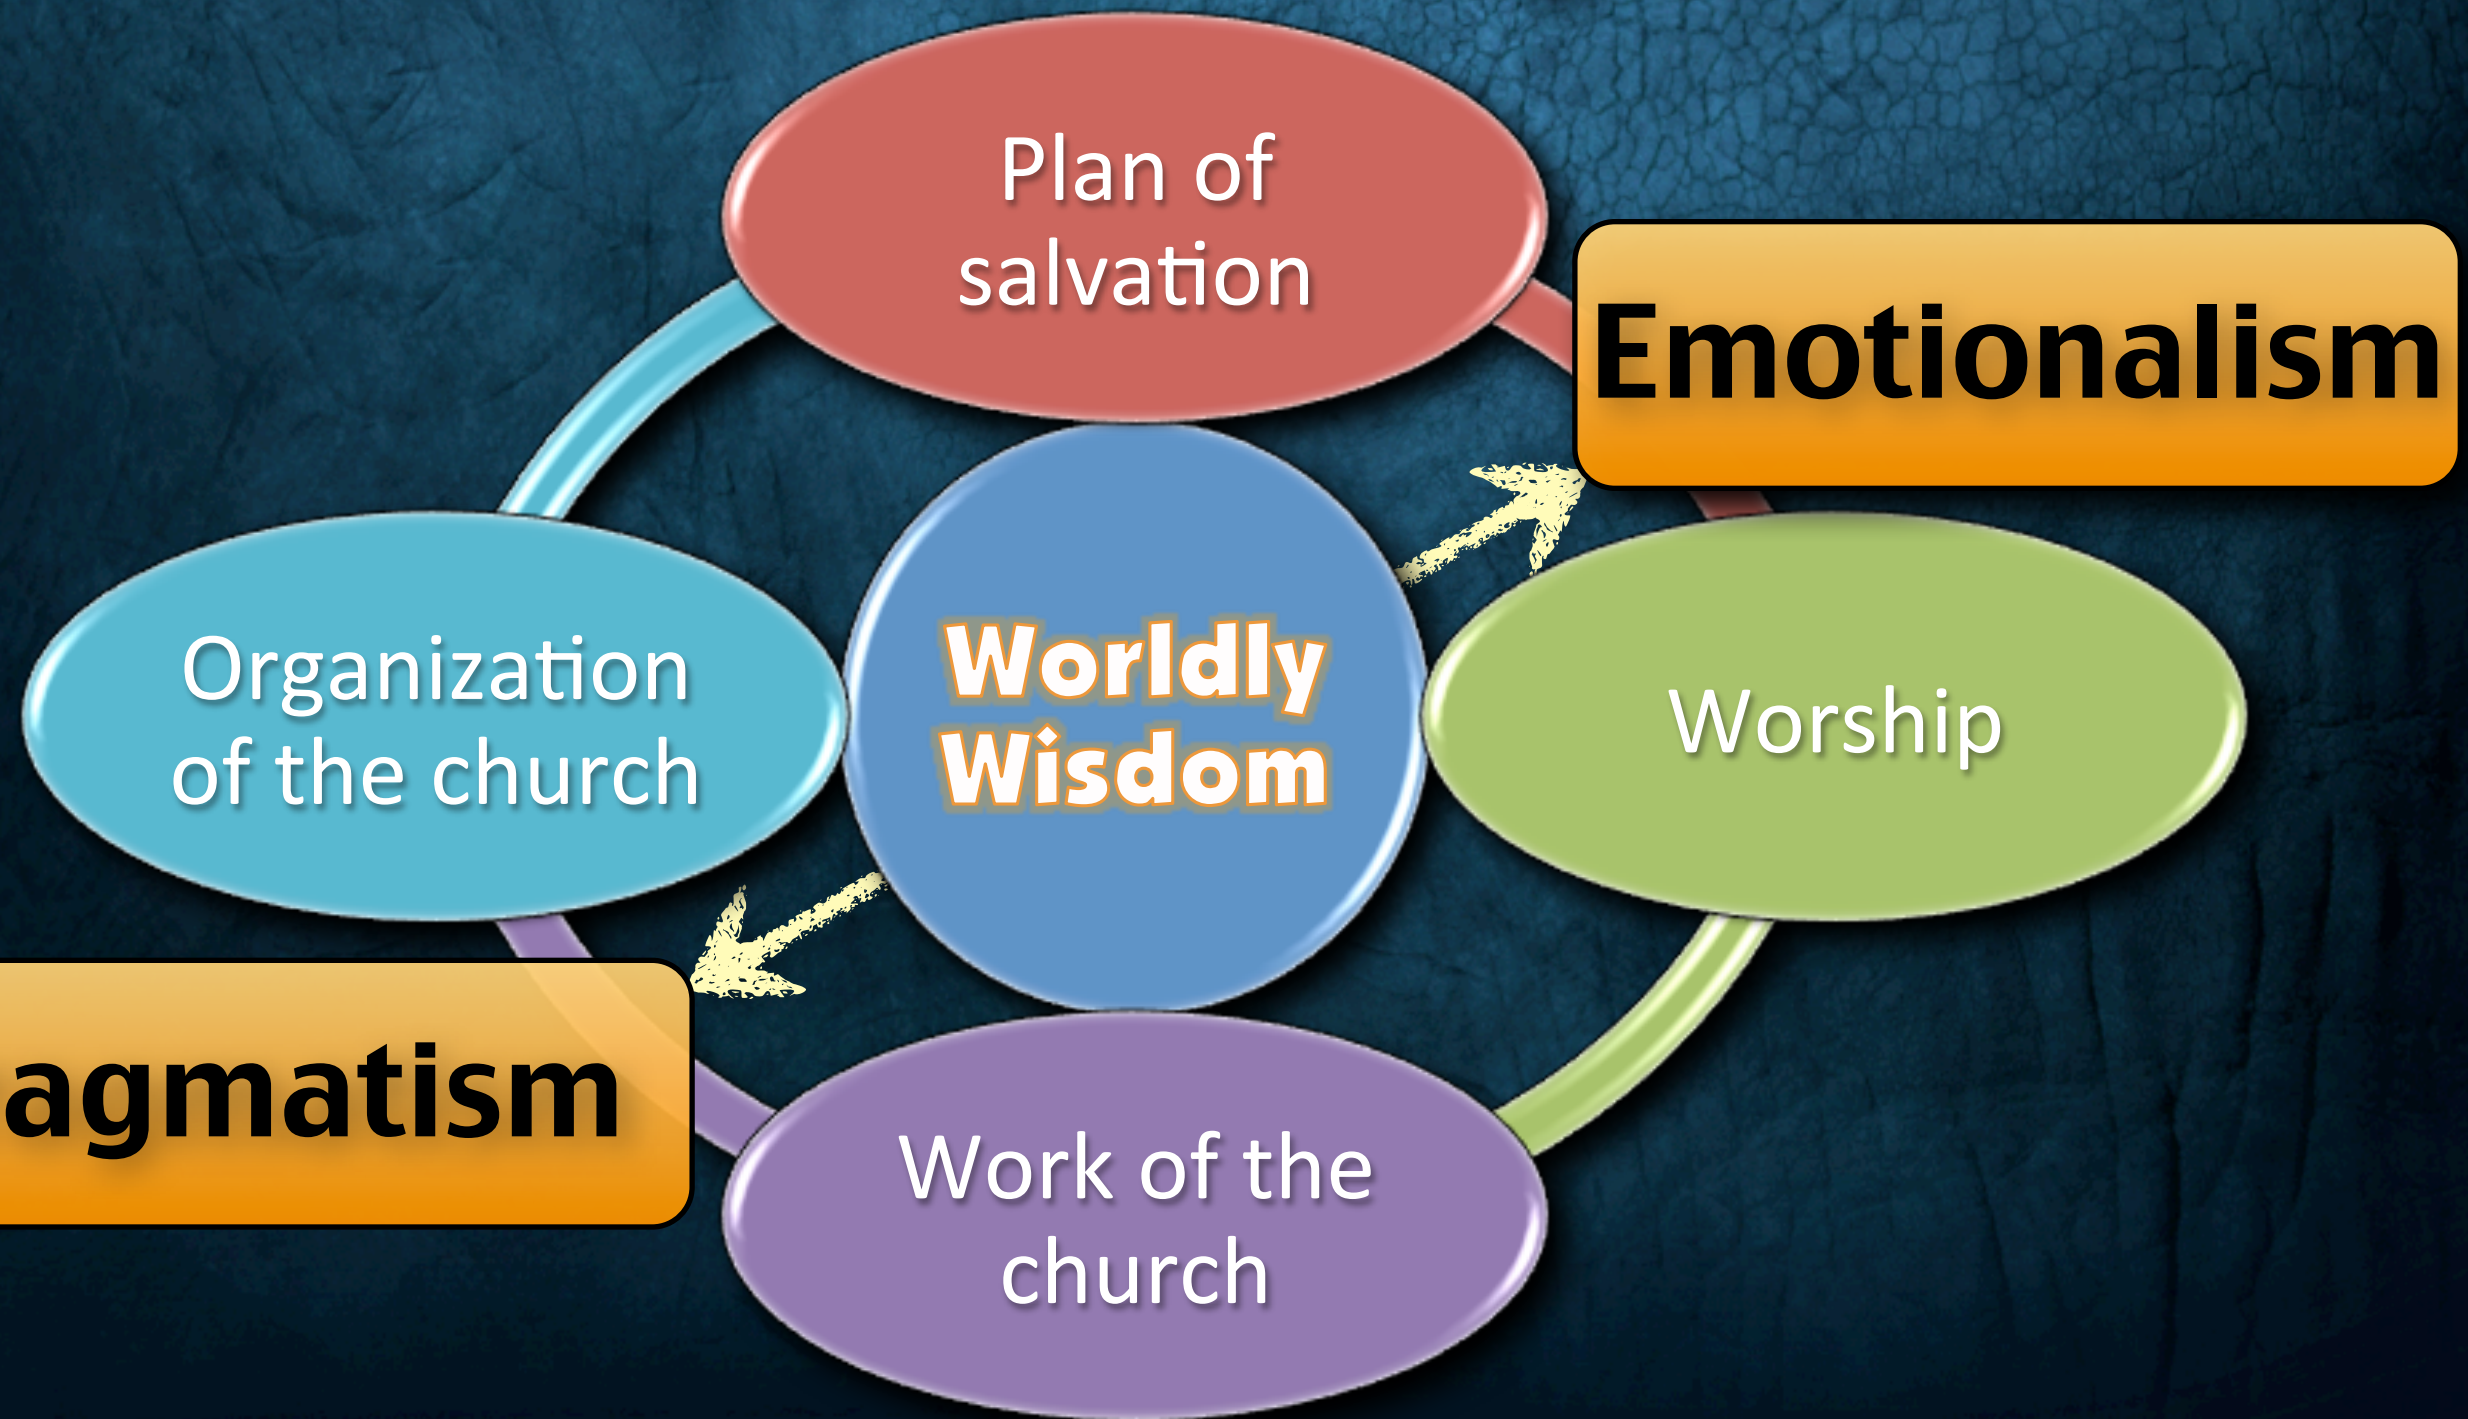 Plan of
salvation
Emotionalism
Organization
of the church
Worldly
Wisdom
Worship
agmatism
Work of the
church